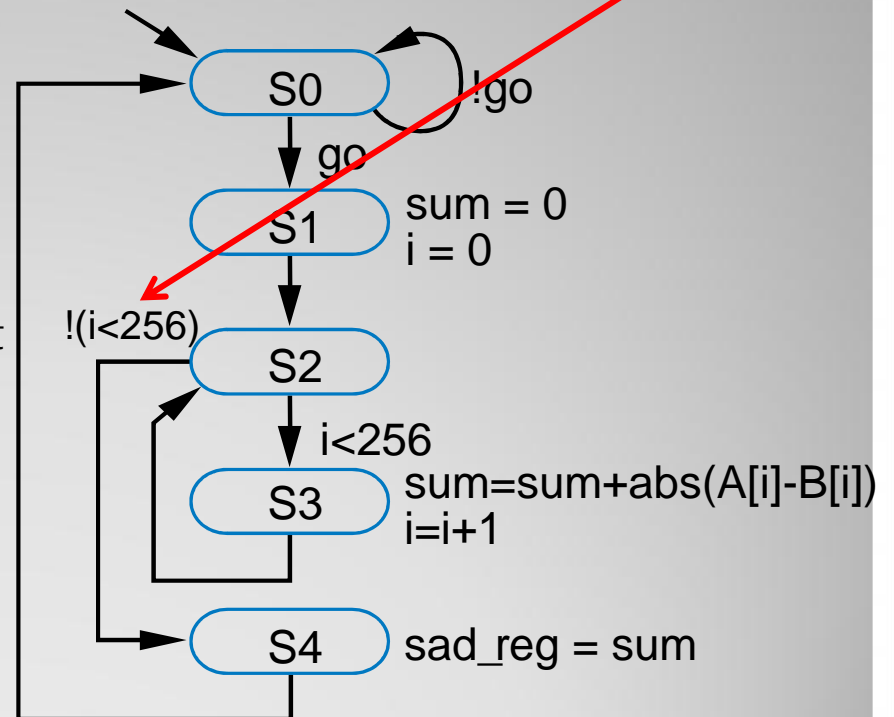 S0
!go
go
S1
sum = 0
i = 0
!(i<256)
S2
i<256
S3
sum=sum+abs(A[i]-B[i])
i=i+1
S4
sad_reg = sum